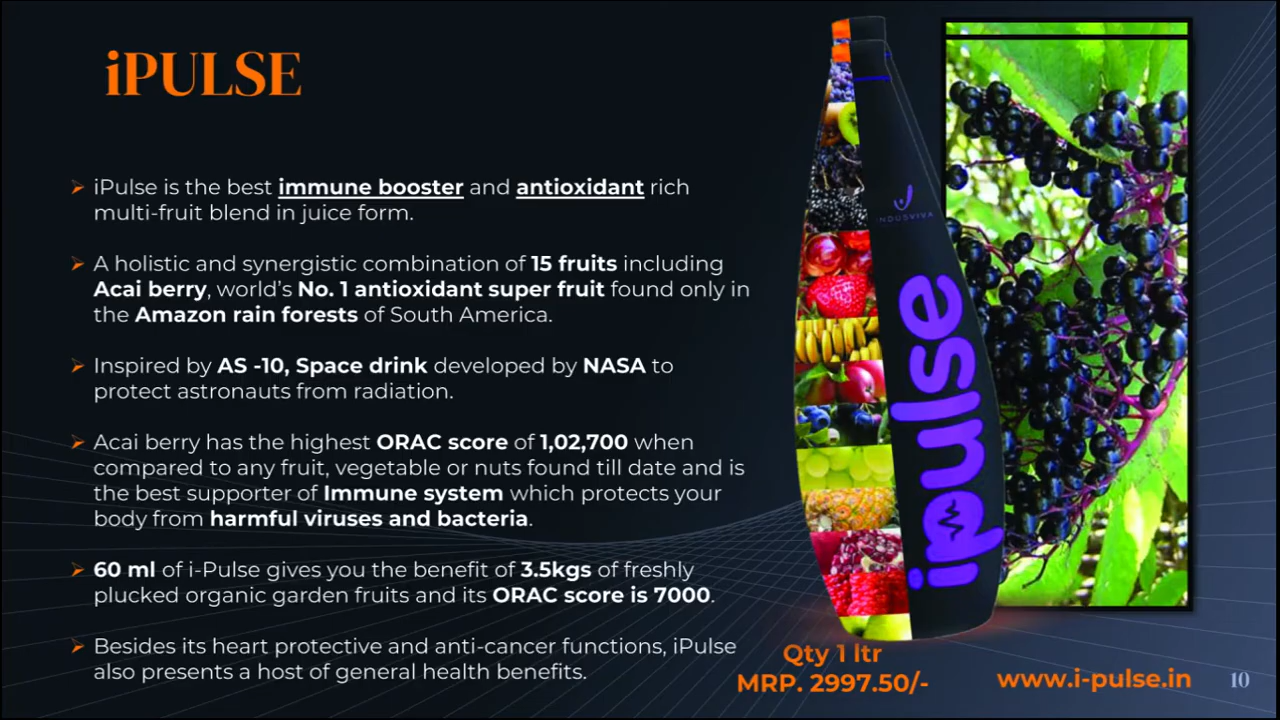 iPULSE
iPulse is the best immune booster and antioxidant rich
multi-fruit blend in juice form.
A holistic and synergistic combination of 15 fruits including
Acai berry, world's No. 1 antioxidant super fruit found only in
the Amazon rain forests of South America.
Inspired by AS -10, Space drink developed by NASA to
protect astronauts from radiation.
Acai berry has the highest ORAC score of 1,02,700 when
compared to any fruit, vegetable or nuts found till date and is
the best supporter of Immune system which protects your
body from harmful viruses and bacteria.
60 ml of i-Pulse gives you the benefit of 3.5kgs of freshly
plucked organic garden fruits and its ORAC score is 7000.
Besides its heart protective and anti-cancer functions, iPulse
also presents a host of general health benefits.
INDUSVIVA
ipulse
Qty 1 ltr
MRP. 2997.50/-
www.i-pulse.in
10